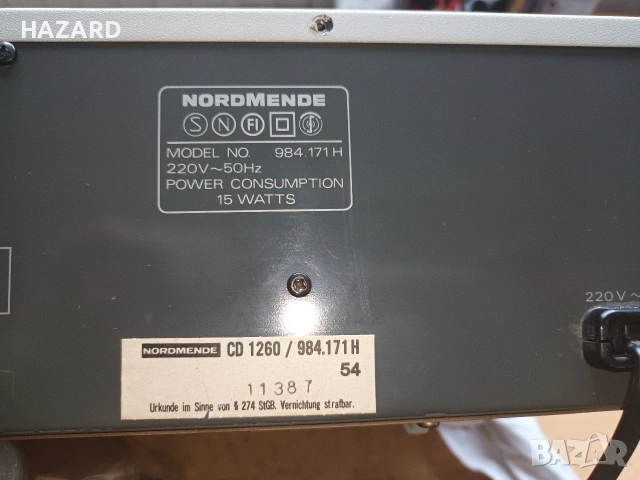 HAZARD
NORDMENDE
S N FI S
MODEL NO. 984.171 H
220V~50Hz
POWER CONSUMPTION
15 WATTS
220V~
NORDMENDE CD 1260 / 984.171 H
54
11387
Urkunde im Sinne von § 274 StGB. Vernichtung strafbar.
BAZAR